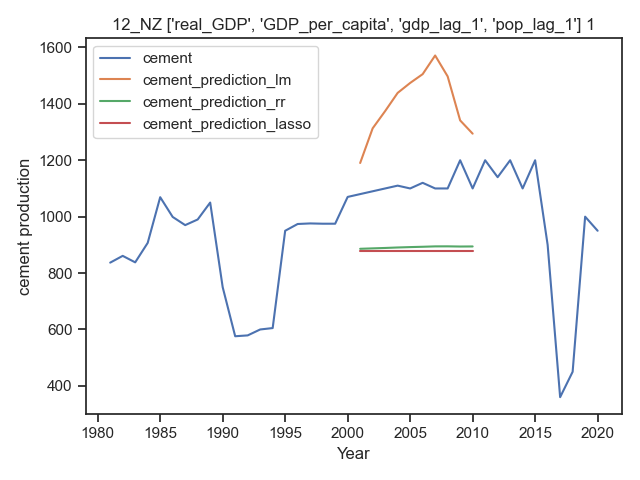 12_NZ ['real_GDP', 'GDP_per_capita', 'gdp_lag_1', 'pop_lag_1'] 1
cement
cement_prediction_lm
cement_prediction_rr
cement_prediction_lasso
cement production
1600
1400
1200
1000
800
600
400
1980 1985 1990 1995 2000 2005 2010 2015 2020
Year